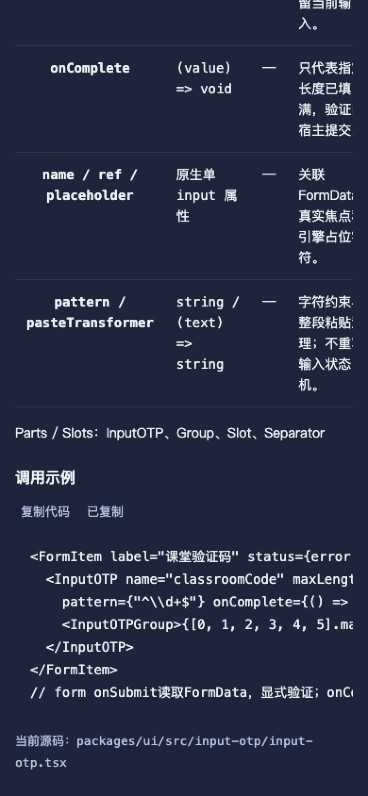 留当前输
入。
onComplete (value) — 只代表指
=> void 长度已填
满，验证
宿主提交
name / ref / 原生单 — 关联
placeholder input 属 FormData
性 真实焦点
引擎占位
符。
pattern / string / — 字符约束
pasteTransformer (text) 整段粘贴
=> 理；不重
string 输入状态
机。
Parts / Slots：InputOTP、Group、Slot、Separator
调用示例
复制代码 已复制
<FormItem label="课堂验证码" status={error
<InputOTP name="classroomCode" maxLengt
pattern={"^\\d+$"} onComplete={() =>
<InputOTPGroup>{[0, 1, 2, 3, 4, 5].ma
</InputOTP>
</FormItem>
// form onSubmit读取FormData，显式验证；onCo
当前源码：packages/ui/src/input-otp/input-
otp.tsx